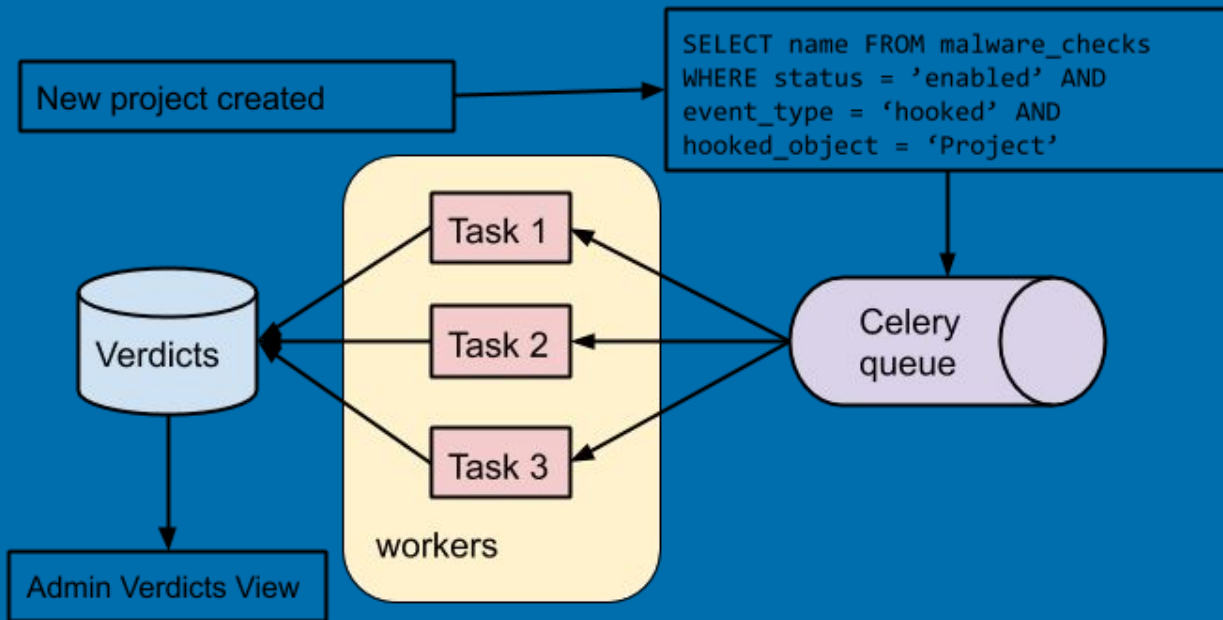 New project created
SELECT name FROM malware_checks
WHERE status = ’enabled’ AND
event_type = ‘hooked’ AND
hooked_object = ‘Project’
Task 1
Task 2
Task 3
workers
Celery
queue
Verdicts
Admin Verdicts View